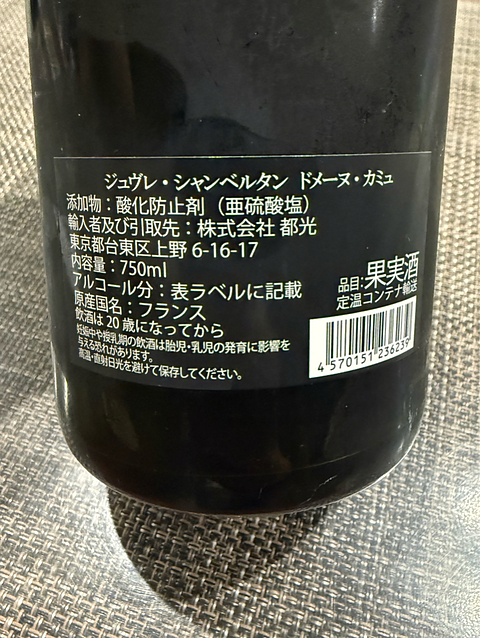 ジュヴレ・シャンベルタン ドメーヌ・カミュ
添加物：酸化防止剤（亜硫酸塩）
輸入者及び引取先：株式会社 都光
東京都台東区上野 6-16-17
内容量：750ml
アルコール分：表ラベルに記載
原産国名：フランス
飲酒は20歳になってから
妊娠中や授乳期の飲酒は胎児・乳児の発育に影響を
与える恐れがあります。
高温・直射日光を避けて保存してください。
品目：果実酒
定温コンテナ輸送
4 570151 236239